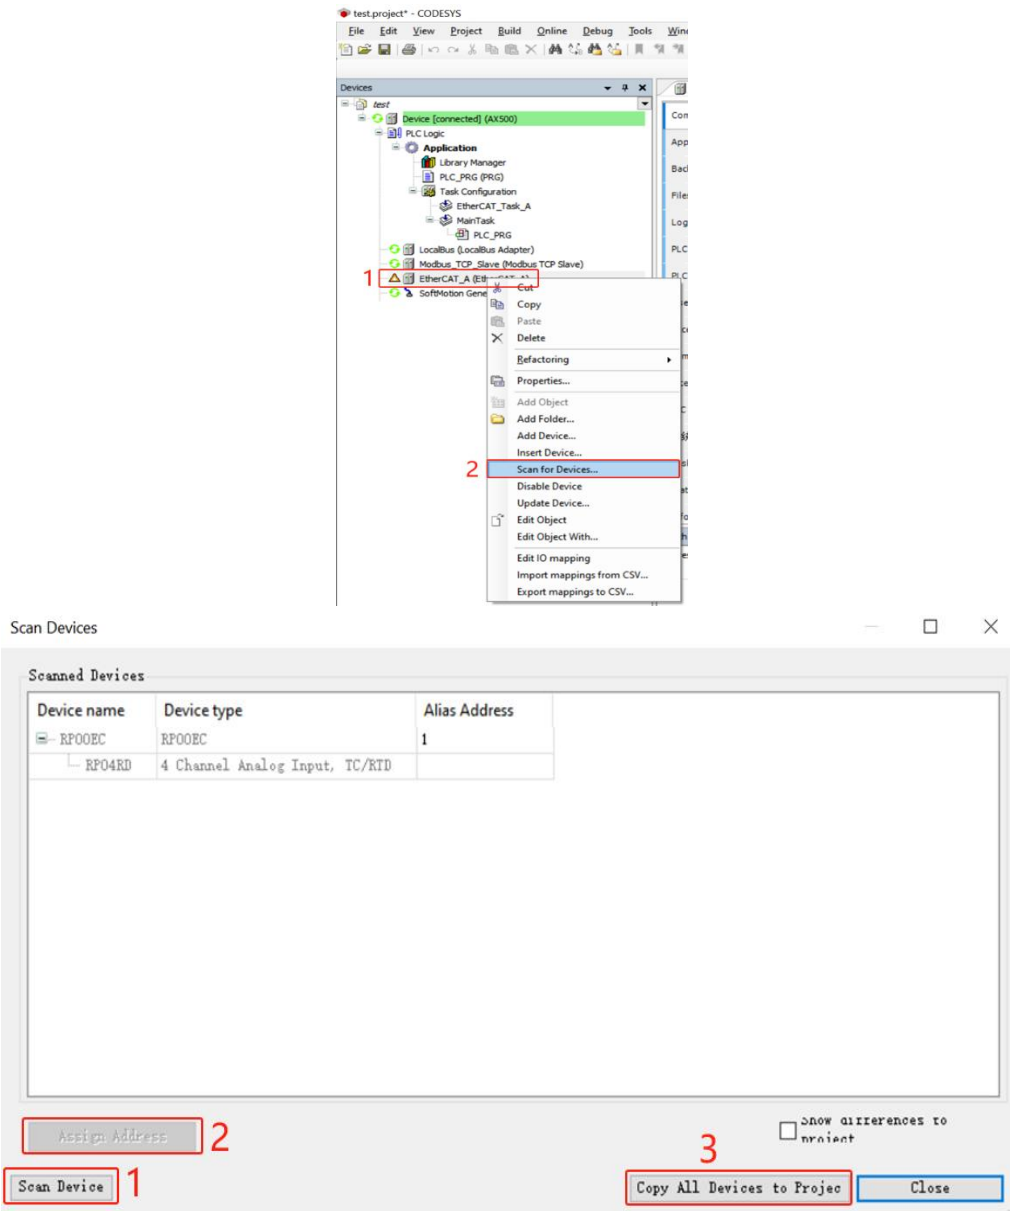 test.project* - CODESYS
File Edit View Project Build Online Debug Tools
Devices
test
Device [connected] (AX500)
PLC Logic
Application
Library Manager
PLC_PRG (PRG)
Task Configuration
EtherCAT_Task_A
MainTask
PLC_PRG
LocalBus (LocalBus Adapter)
Modbus_TCP_Slave (Modbus TCP Slave)
1 EtherCAT_A
SoftMotion
Cut
Copy
Paste
Delete
Refactoring
Properties...
Add Object
Add Folder...
Add Device...
Insert Device...
2 Scan for Devices...
Disable Device
Update Device...
Edit Object
Edit Object With...
Edit IO mapping
Import mappings from CSV...
Export mappings to CSV...
Scan Devices
Scanned Devices
Device name Device type Alias Address
RP00EC RP00EC 1
RP04RD 4 Channel Analog Input, TC/RTD
Assign Address 2
Show differences to
project
3
Scan Device 1
Copy All Devices to Projec Close